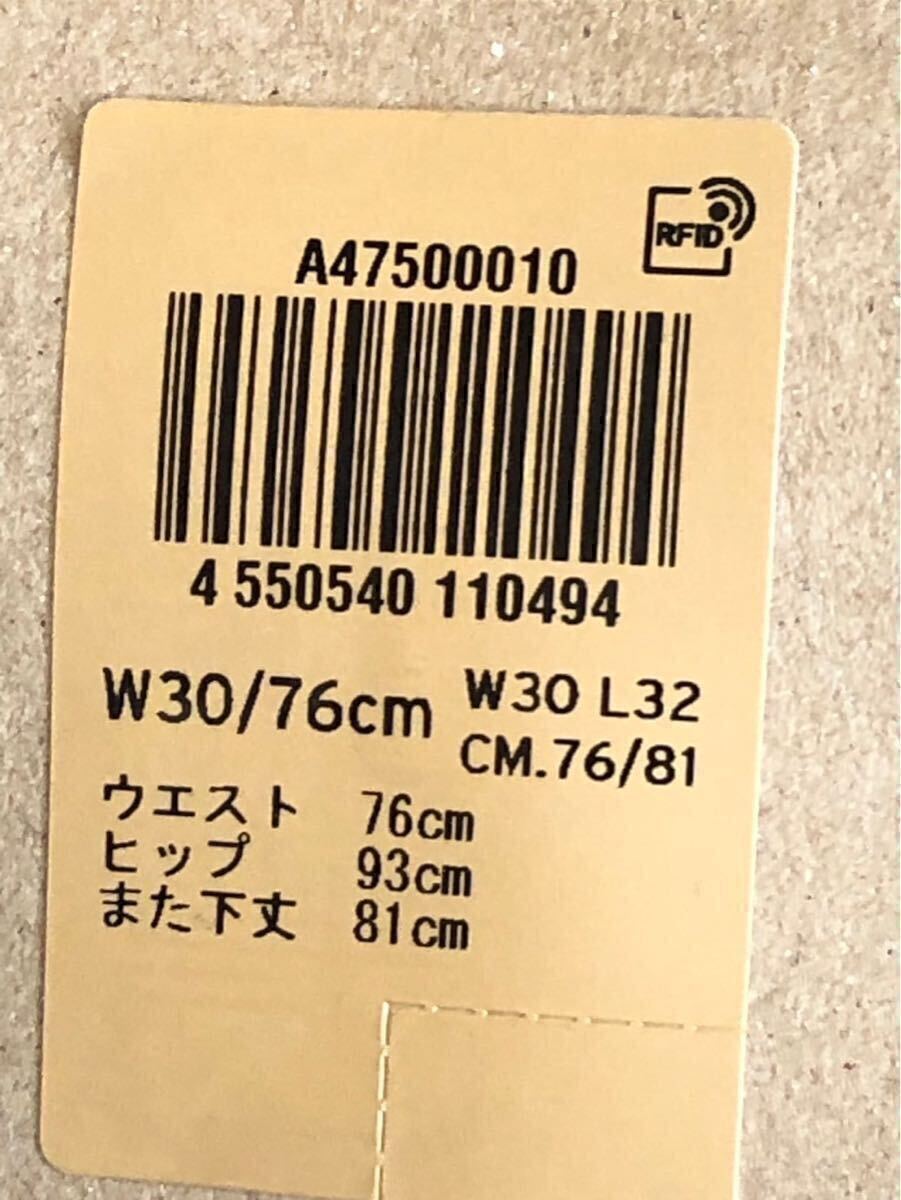 RFID
A47500010
4 550540 110494
W30/76cm
W30 L32
CM.76/81
ウエスト 76cm
ヒップ 93cm
また下丈 81cm